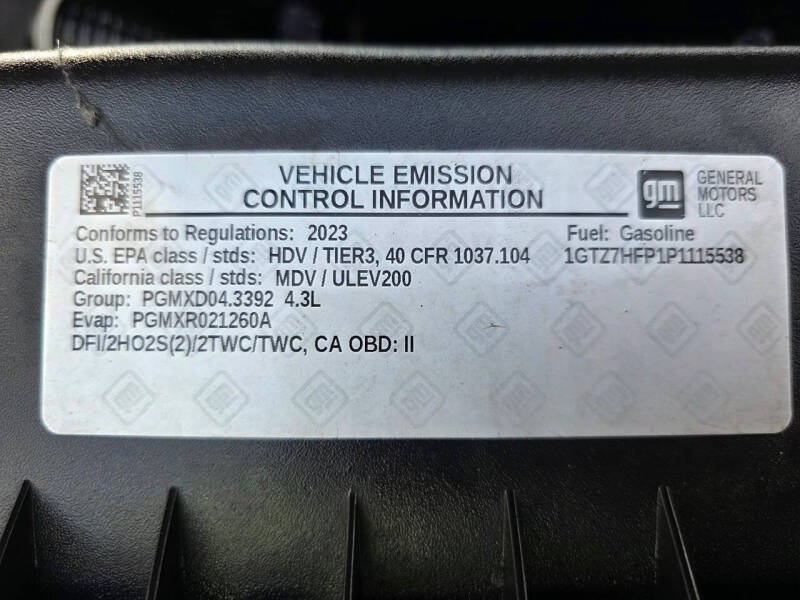 P1115538
VEHICLE EMISSION
CONTROL INFORMATION
gm
GENERAL
MOTORS
LLC
Conforms to Regulations: 2023
Fuel: Gasoline
U.S. EPA class / stds: HDV / TIER3, 40 CFR 1037.104
1GTZ7HFP1P1115538
California class / stds: MDV / ULEV200
Group: PGMXD04.3392 4.3L
Evap: PGMXR021260A
DFI/2HO2S(2)/2TWC/TWC, CA OBD: II